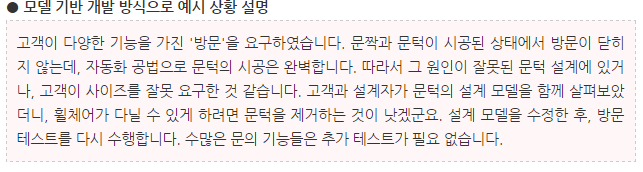 ● 모델 기반 개발 방식으로 예시 상황 설명
고객이 다양한 기능을 가진 '방문'을 요구하였습니다. 문짝과 문턱이 시공된 상태에서 방문이 닫히
지 않는데, 자동화 공법으로 문턱의 시공은 완벽합니다. 따라서 그 원인이 잘못된 문턱 설계에 있거
나, 고객이 사이즈를 잘못 요구한 것 같습니다. 고객과 설계자가 문턱의 설계 모델을 함께 살펴보았
더니, 휠체어가 다닐 수 있게 하려면 문턱을 제거하는 것이 낫겠군요. 설계 모델을 수정한 후, 방문
테스트를 다시 수행합니다. 수많은 문의 기능들은 추가 테스트가 필요 없습니다.